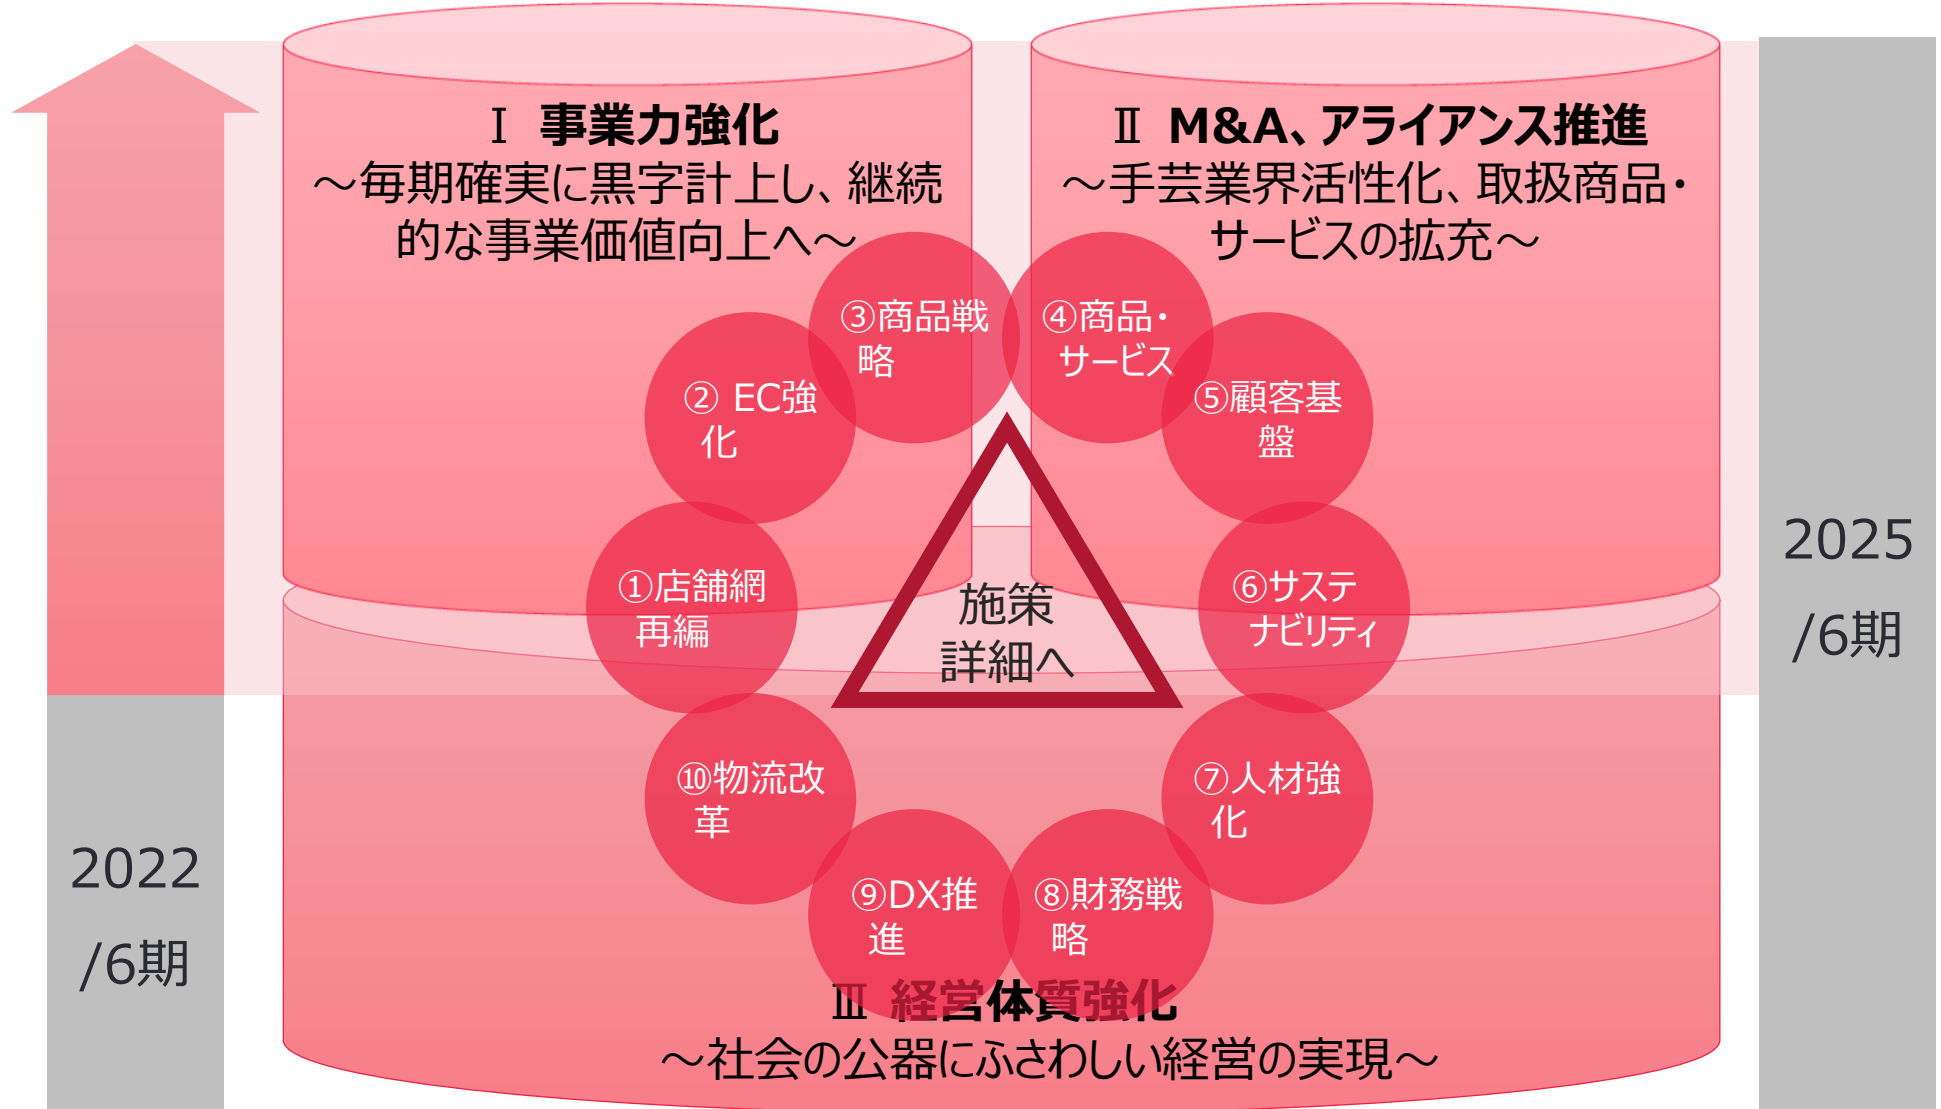 Ⅰ 事業力強化
～毎期確実に黒字計上し、継続
的な事業価値向上へ～
Ⅱ M&A、アライアンス推進
～手芸業界活性化、取扱商品・
サービスの拡充～
③商品戦
略
④商品・
サービス
② EC強
化
⑤顧客基
盤
①店舗網
再編
⑥サステ
ナビリティ
施策
詳細へ
2025
/6期
⑩物流改
革
⑦人材強
化
2022
/6期
⑨DX推
進
⑧財務戦
略
Ⅲ 経営体質強化
～社会の公器にふさわしい経営の実現～